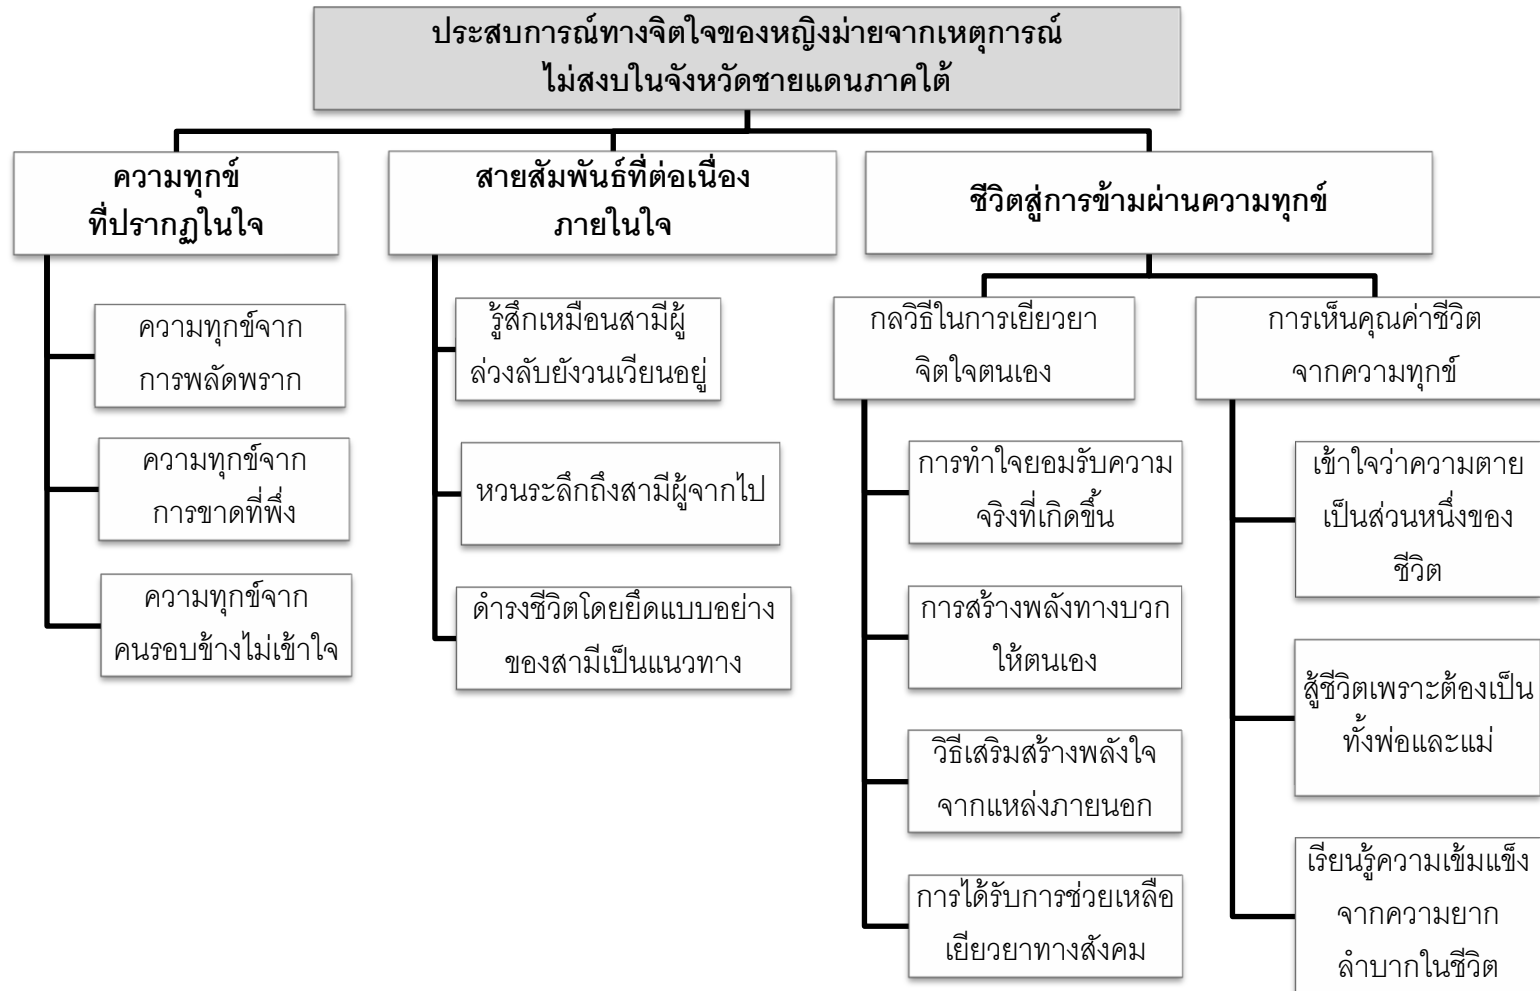 ประสบการณ์ทางจิตใจของหญิงม่ายจากเหตุการณ์
ไม่สงบในจังหวัดชายแดนภาคใต้
ความทุกข์
ที่ปรากฏในใจ
ความทุกข์จาก
การพลัดพราก
ความทุกข์จาก
การขาดที่พึ่ง
ความทุกข์จาก
คนรอบข้างไม่เข้าใจ
สายสัมพันธ์ที่ต่อเนื่อง
ภายในใจ
รู้สึกเหมือนสามีผู้
ล่วงลับยังวนเวียนอยู่
หวนระลึกถึงสามีผู้จากไป
ดำรงชีวิตโดยยึดแบบอย่าง
ของสามีเป็นแนวทาง
ชีวิตสู่การข้ามผ่านความทุกข์
กลวิธีในการเยียวยา
จิตใจตนเอง
การทำใจยอมรับความ
จริงที่เกิดขึ้น
การสร้างพลังทางบวก
ให้ตนเอง
วิธีเสริมสร้างพลังใจ
จากแหล่งภายนอก
การได้รับการช่วยเหลือ
เยียวยาทางสังคม
การเห็นคุณค่าชีวิต
จากความทุกข์
เข้าใจว่าความตาย
เป็นส่วนหนึ่งของ
ชีวิต
สู้ชีวิตเพราะต้องเป็น
ทั้งพ่อและแม่
เรียนรู้ความเข้มแข็ง
จากความยาก
ลำบากในชีวิต